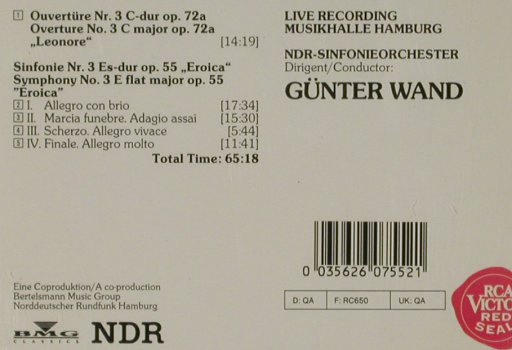 1 Ouvertüre Nr. 3 C-dur op. 72a
Overture No. 3 C major op. 72a
„Leonore" [14:19]
Sinfonie Nr. 3 Es-dur op. 55 „Eroica"
Symphony No. 3 E flat major op. 55
"Eroica"
2 I. Allegro con brio [17:34]
3 II. Marcia funebre. Adagio assai [15:30]
4 III. Scherzo. Allegro vivace [5:44]
5 IV. Finale. Allegro molto [11:41]
Total Time: 65:18
LIVE RECORDING
MUSIKHALLE HAMBURG
NDR-SINFONIEORCHESTER
Dirigent/Conductor:
GÜNTER WAND
0 035626 075521
D: QA F: RC650 UK: QA
Eine Coproduktion/A co-production
Bertelsmann Music Group
Norddeutscher Rundfunk Hamburg
BMG
CLASSICS
NDR
RCA
VICTOR
RED
SEAL